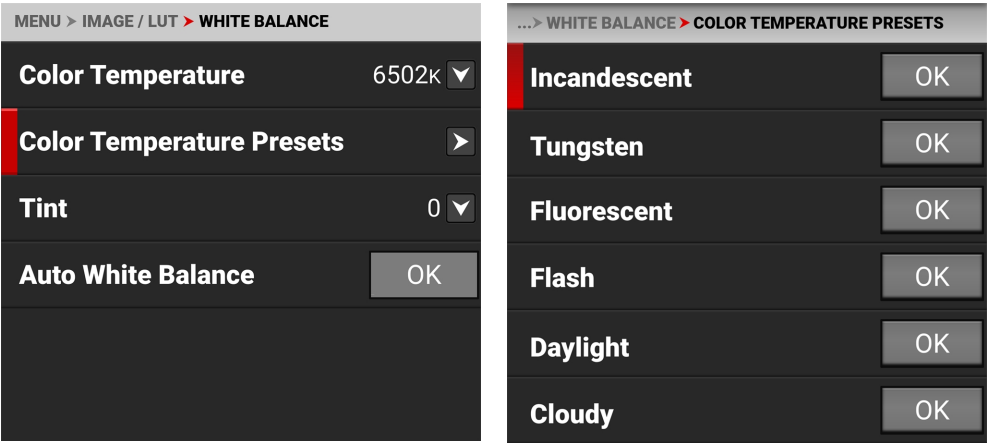 MENU > IMAGE / LUT > WHITE BALANCE
Color Temperature 6502K
Color Temperature Presets
Tint 0
Auto White Balance OK
...> WHITE BALANCE > COLOR TEMPERATURE PRESETS
Incandescent OK
Tungsten OK
Fluorescent OK
Flash OK
Daylight OK
Cloudy OK